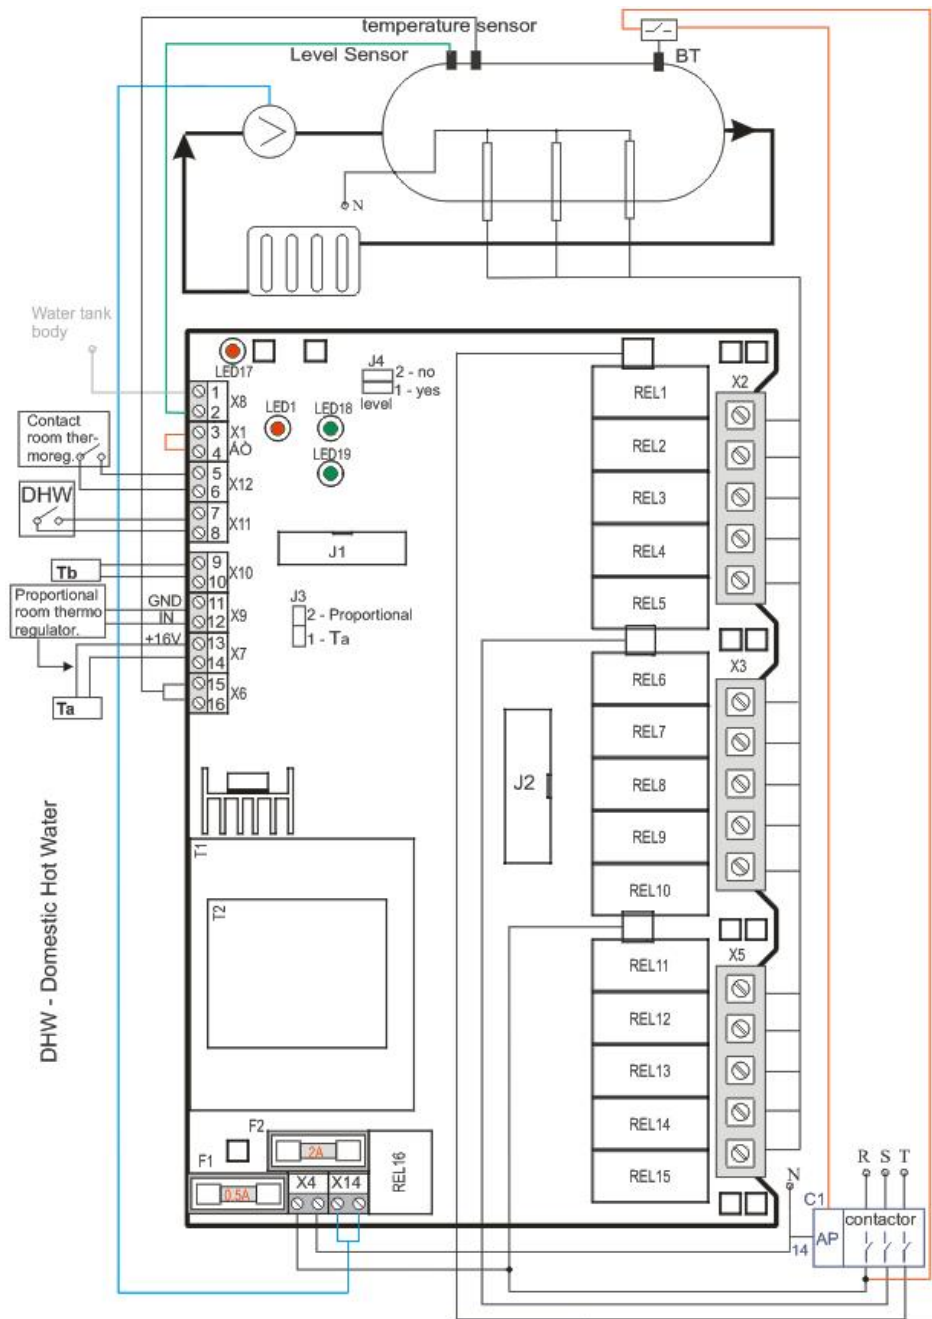 temperature sensor
Level Sensor
BT
N
Water tank
body
LED17
J4
2 - no
1 - yes
level
REL1
X2
1
2
X8
LED1
LED18
Contact
room ther-
moreg.
3
4
X1
ÀÒ
REL2
LED19
5
6
X12
DHW
7
8
X11
REL3
J1
REL4
Tb
9
10
X10
Proportional
room thermo
regulator.
GND
IN
11
12
X9
J3
2 - Proportional
1 - Ta
REL5
+16V
13
14
X7
X3
15
16
X6
Ta
REL6
REL7
J2
REL8
REL9
REL10
T1
T2
DHW - Domestic Hot Water
X5
REL11
REL12
REL13
REL14
REL15
F2
2A
F1
0.5A
X4
X14
REL16
N
R S T
C1
contactor
AP
14